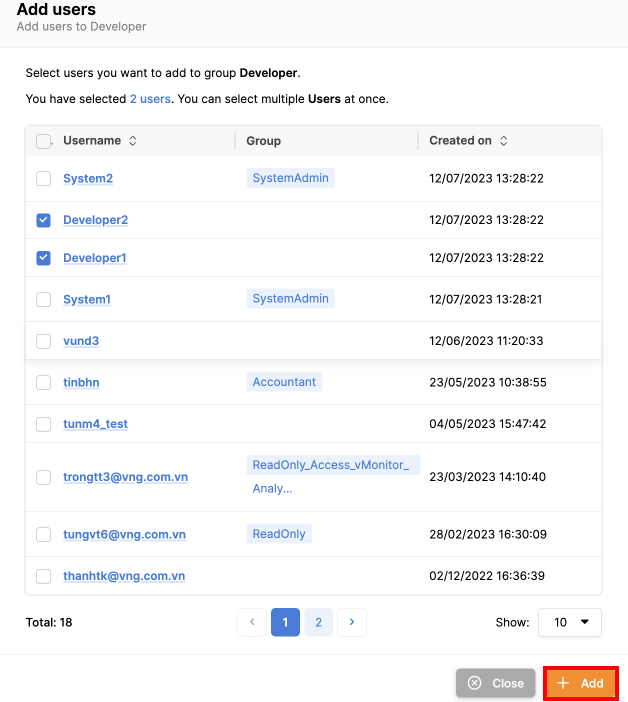 Add users
Add users to Developer
Select users you want to add to group Developer.
You have selected 2 users. You can select multiple Users at once.
Username Group Created on
System2 SystemAdmin 12/07/2023 13:28:22
Developer2 12/07/2023 13:28:22
Developer1 12/07/2023 13:28:22
System1 SystemAdmin 12/07/2023 13:28:21
vund3 12/06/2023 11:20:33
tinbhn Accountant 23/05/2023 10:38:55
tunm4_test 04/05/2023 15:47:42
trongtt3@vng.com.vn ReadOnly_Access_vMonitor_ 23/03/2023 14:10:40
Analy...
tungvt6@vng.com.vn ReadOnly 28/02/2023 16:30:09
thanhtk@vng.com.vn 02/12/2022 16:36:39
Total: 18 1 2 Show: 10
Close Add